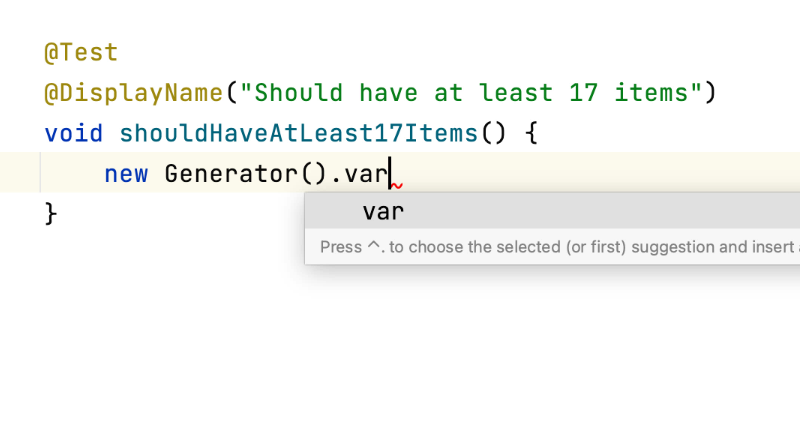 @Test
@DisplayName("Should have at least 17 items")
void shouldHaveAtLeast17Items() {
new Generator().var
}
var
Press ^. to choose the selected (or first) suggestion and insert a